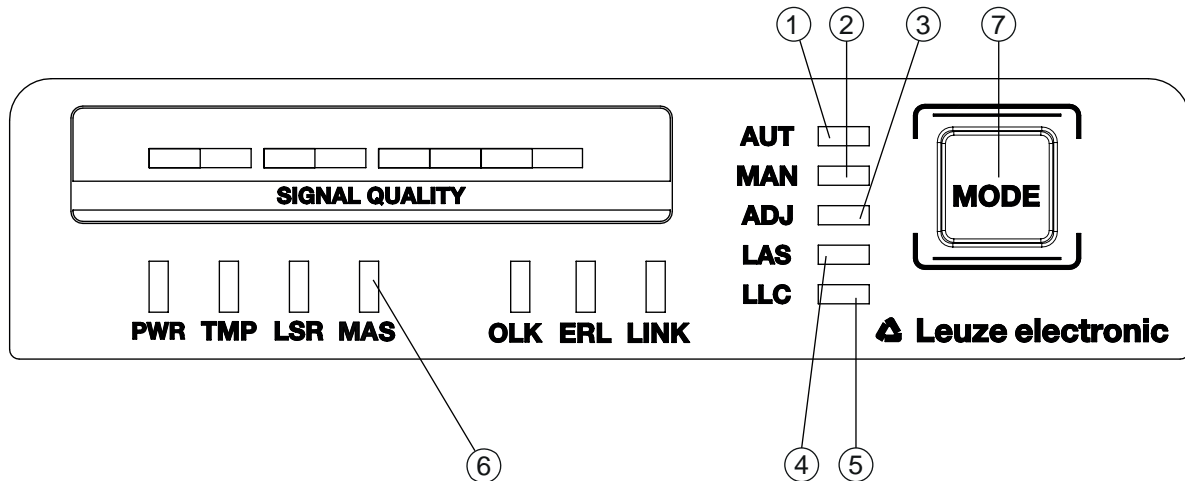 1 2 3 7
AUT
MAN
ADJ
LAS
LLC
MODE
SIGNAL QUALITY
PWR TMP LSR MAS OLK ERL LINK
Leuze electronic
6 4 5